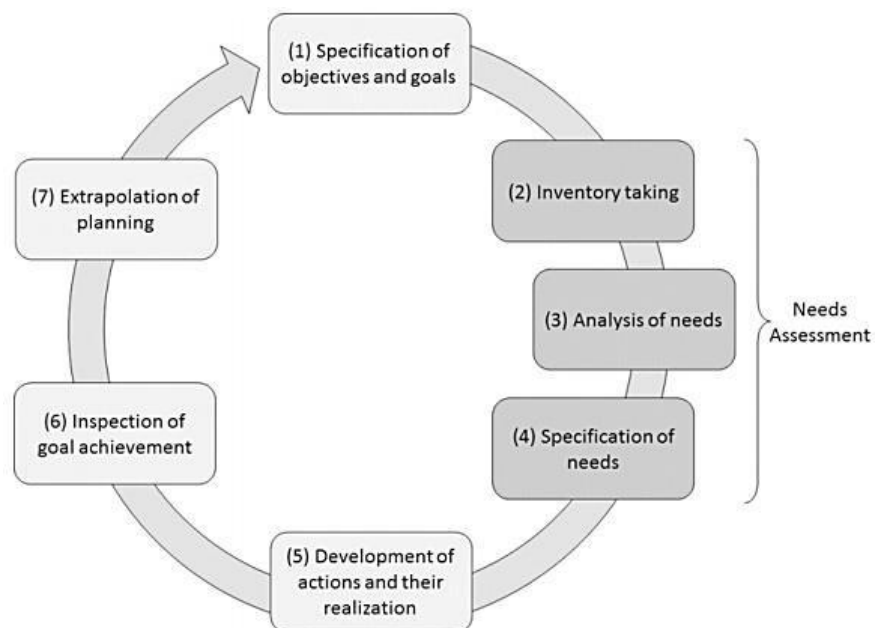 (1) Specification of
objectives and goals
(2) Inventory taking
(3) Analysis of needs
(4) Specification of
needs
Needs
Assessment
(5) Development of
actions and their
realization
(6) Inspection of
goal achievement
(7) Extrapolation of
planning